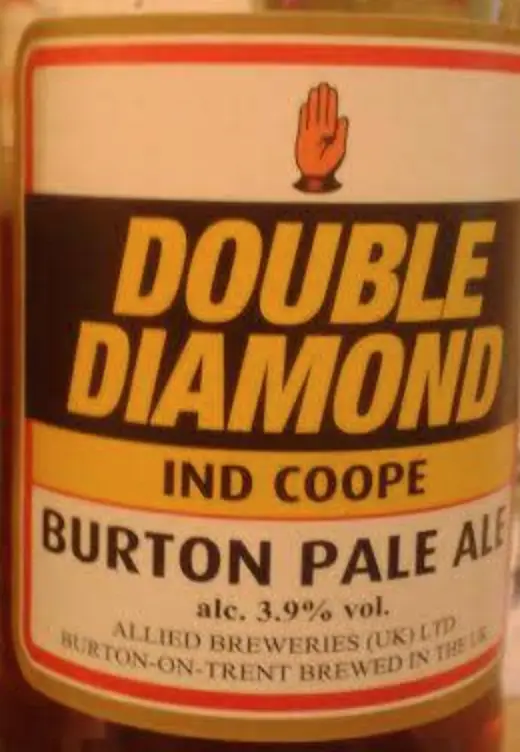 DOUBLE
DIAMOND
IND COOPE
BURTON PALE ALE
alc. 3.9% vol.
ALLIED BREWERIES (UK) LTD
BURTON-ON-TRENT BREWED IN THE UK